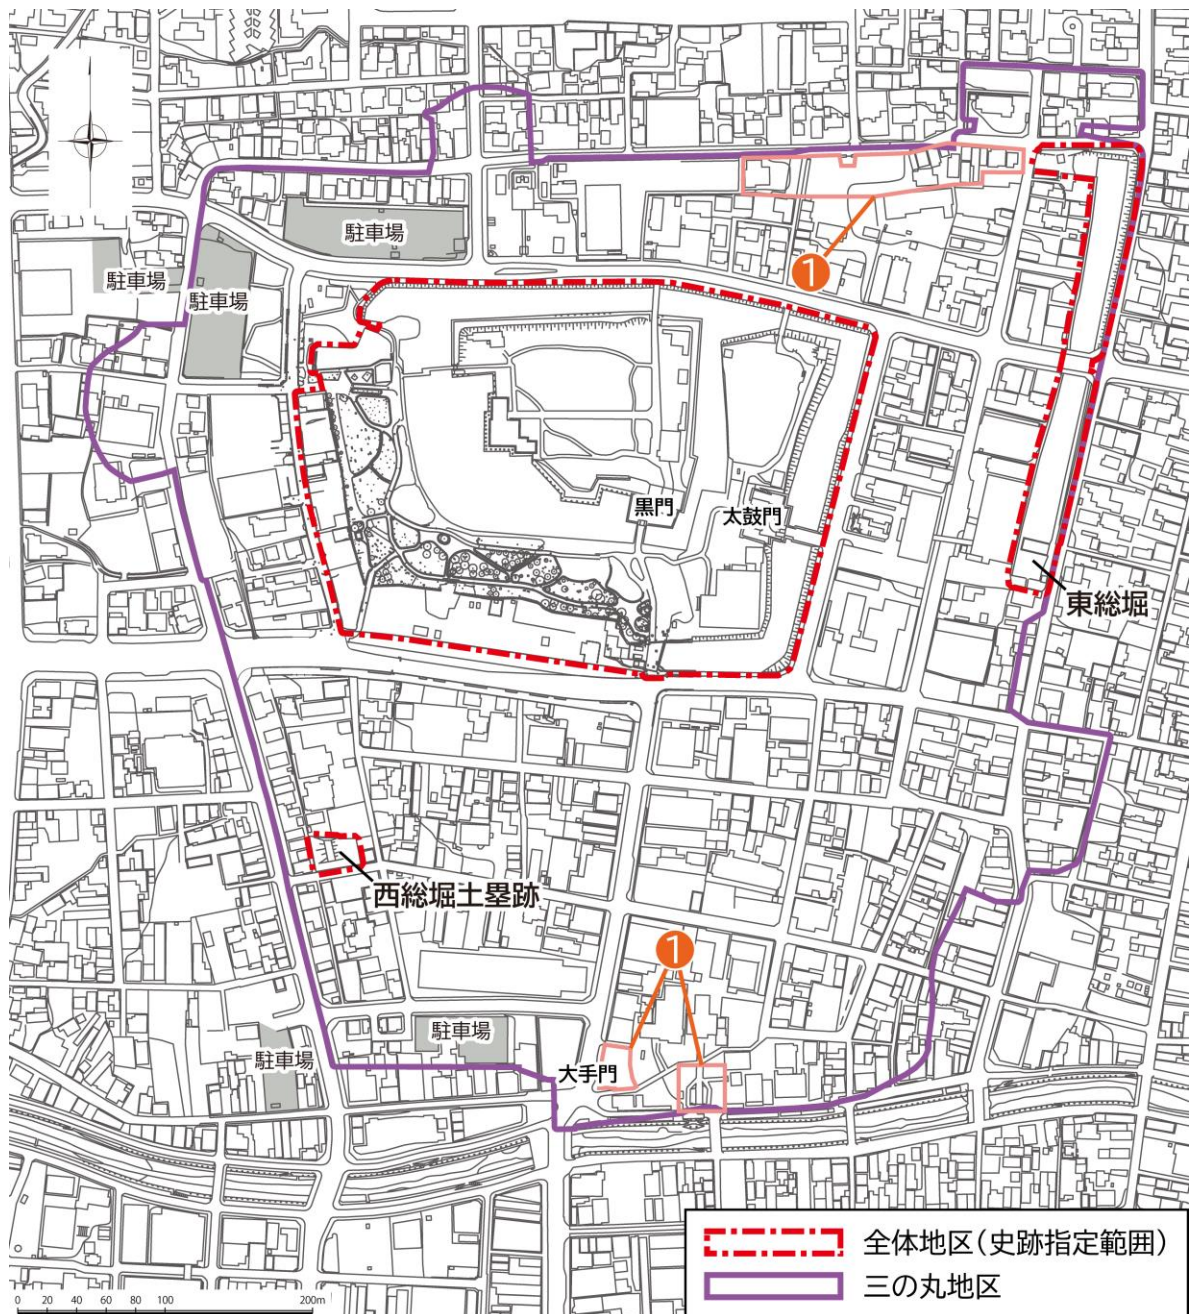 駐車場
駐車場
駐車場
1
黒門
太鼓門
東総堀
西総堀土塁跡
1
駐車場
駐車場
大手門
全体地区(史跡指定範囲)
三の丸地区
0 20 40 60 80 100 200m